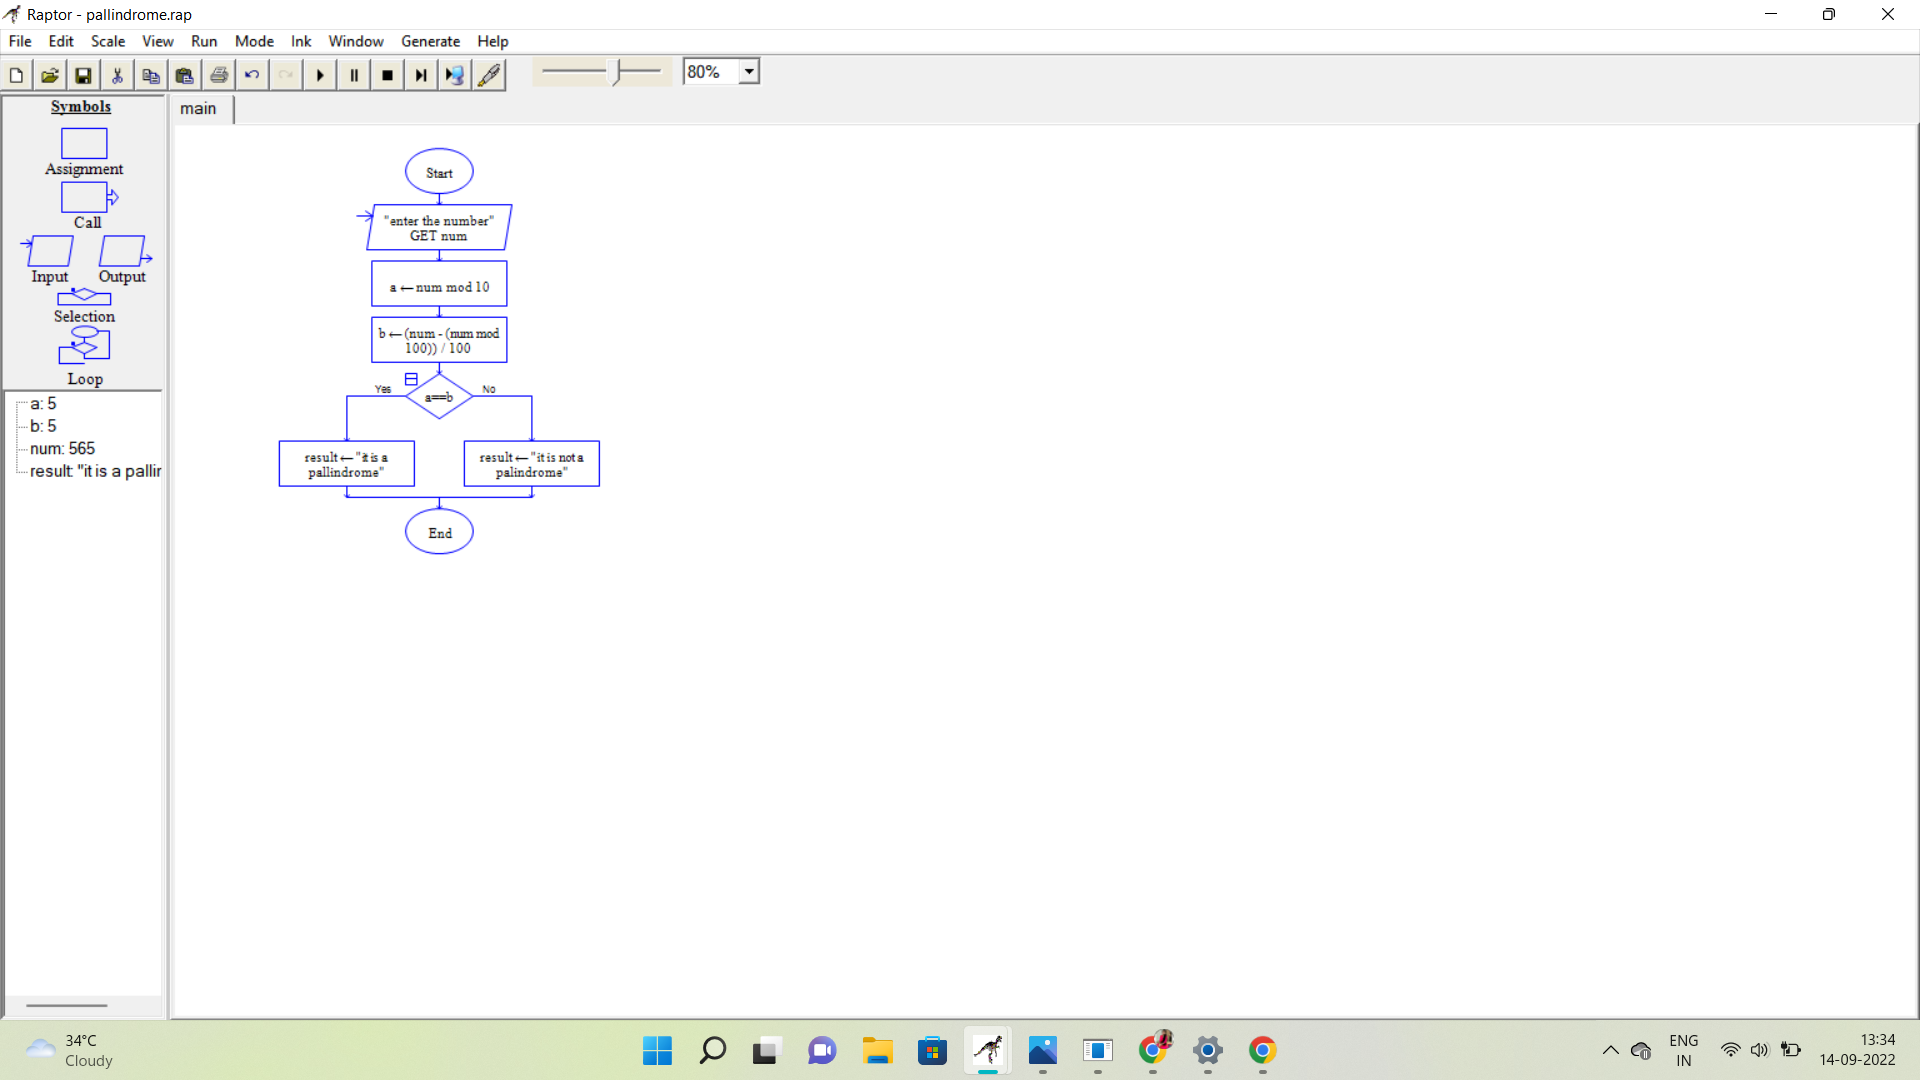 Raptor - pallindrome.rap
File Edit Scale View Run Mode Ink Window Generate Help
80%
Symbols
Assignment
Call
Input Output
Selection
Loop
a: 5
b: 5
num: 565
result: "it is a pallir
main
Start
"enter the number"
GET num
a ← num mod 10
b ← (num - (num mod
100)) / 100
Yes a==b No
result ← "it is a
pallindrome"
result ← "it is not a
palindrome"
End
34°C
Cloudy
ENG
IN
13:34
14-09-2022